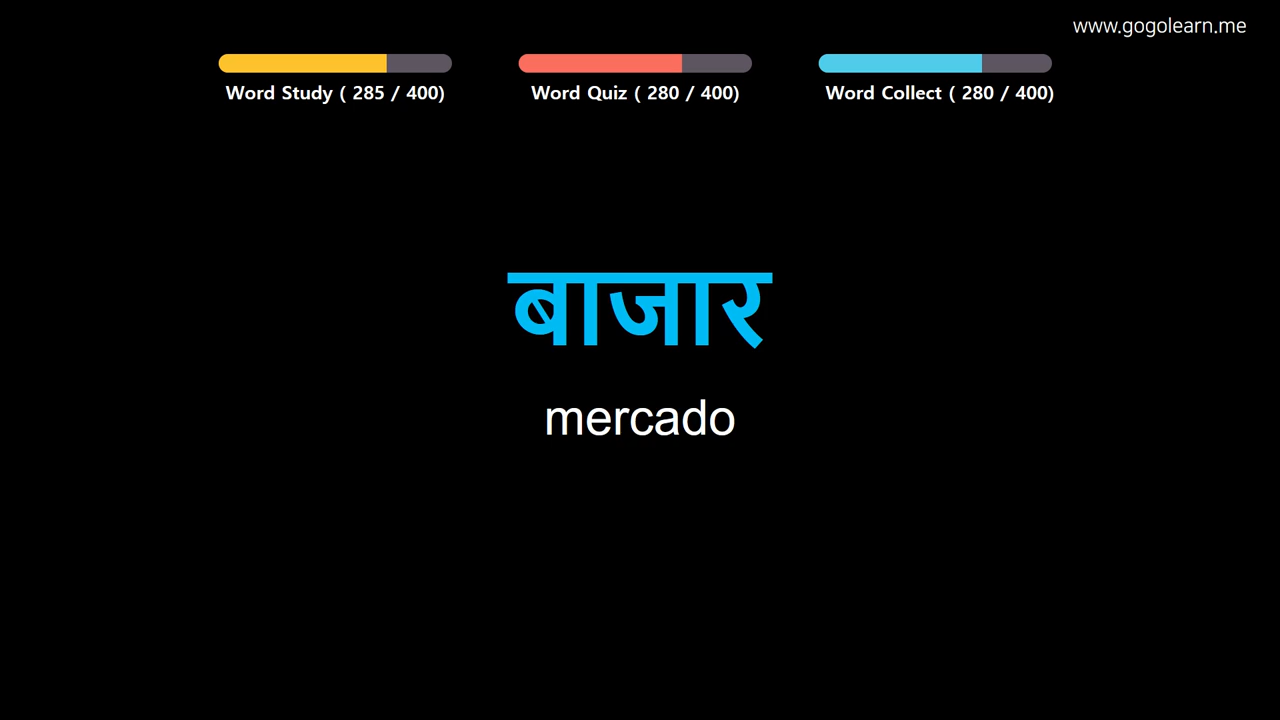 www.gogolearn.me
Word Study ( 285 / 400)
Word Quiz ( 280 / 400)
Word Collect ( 280 / 400)
बाजार
mercado